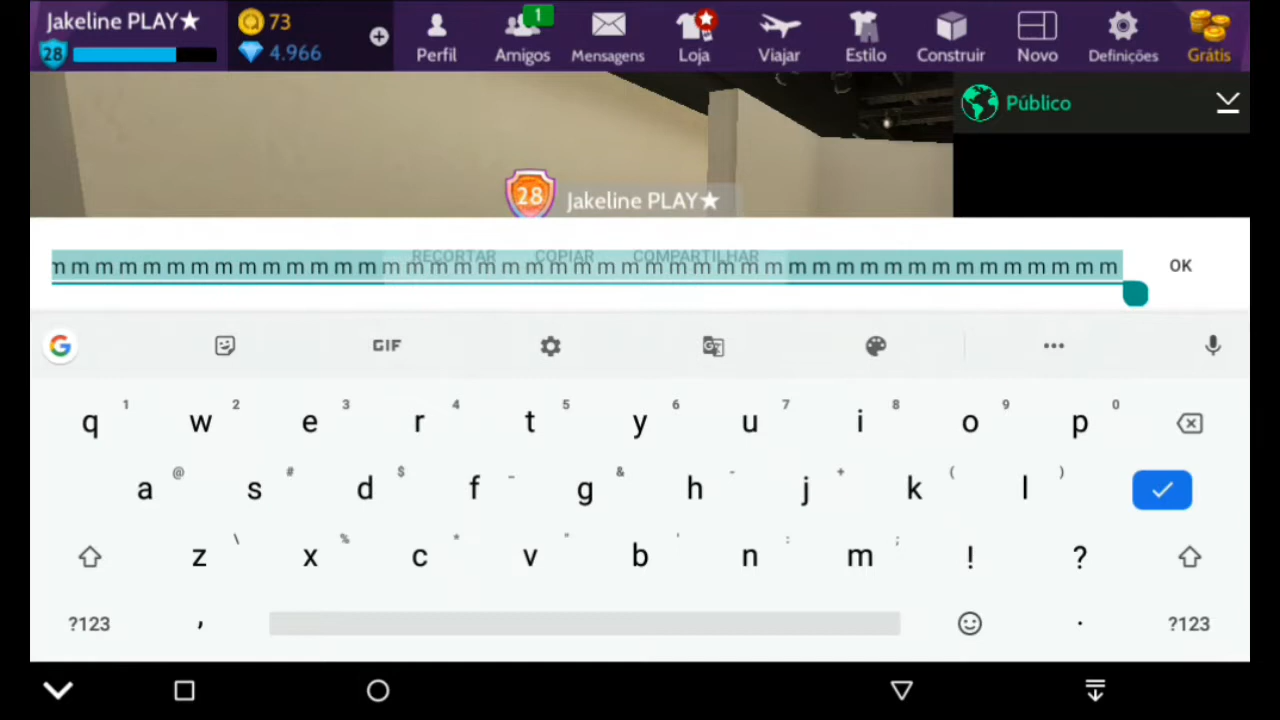 Jakeline PLAY★
28
73
4.966
Perfil
1
Amigos
Mensagens
Loja
Viajar
Estilo
Construir
Novo
Definições
Grátis
Público
28 Jakeline PLAY★
RECORTAR COPIAR COMPARTILHAR
m m m m m m m m m m m m m m m m m m m m m m m m m m m m m m m m m m m m m m m m m m m m m
OK
G GIF
1 2 3 4 5 6 7 8 9 0
q w e r t y u i o p
@ # $ _ & - + ( )
a s d f g h j k l
\ % * " ' : ;
z x c v b n m ! ?
?123 , . ?123